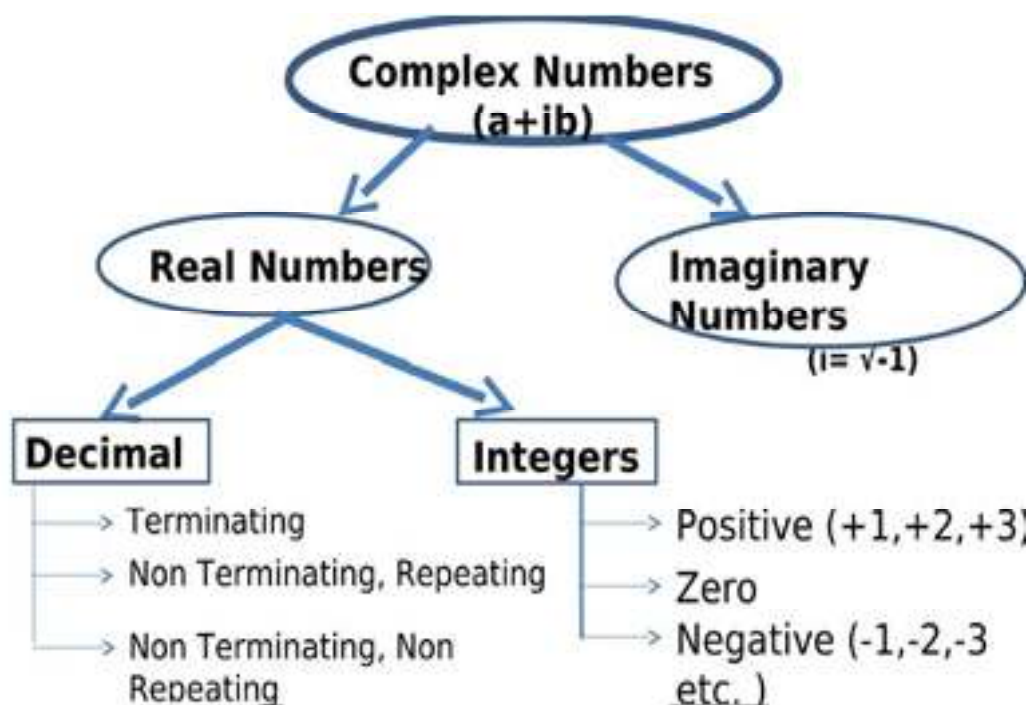 Complex Numbers
(a+ib)
Real Numbers
Imaginary
Numbers
(i= √-1)
Decimal
Integers
Terminating
Non Terminating, Repeating
Non Terminating, Non
Repeating
Positive (+1,+2,+3)
Zero
Negative (-1,-2,-3
etc. )